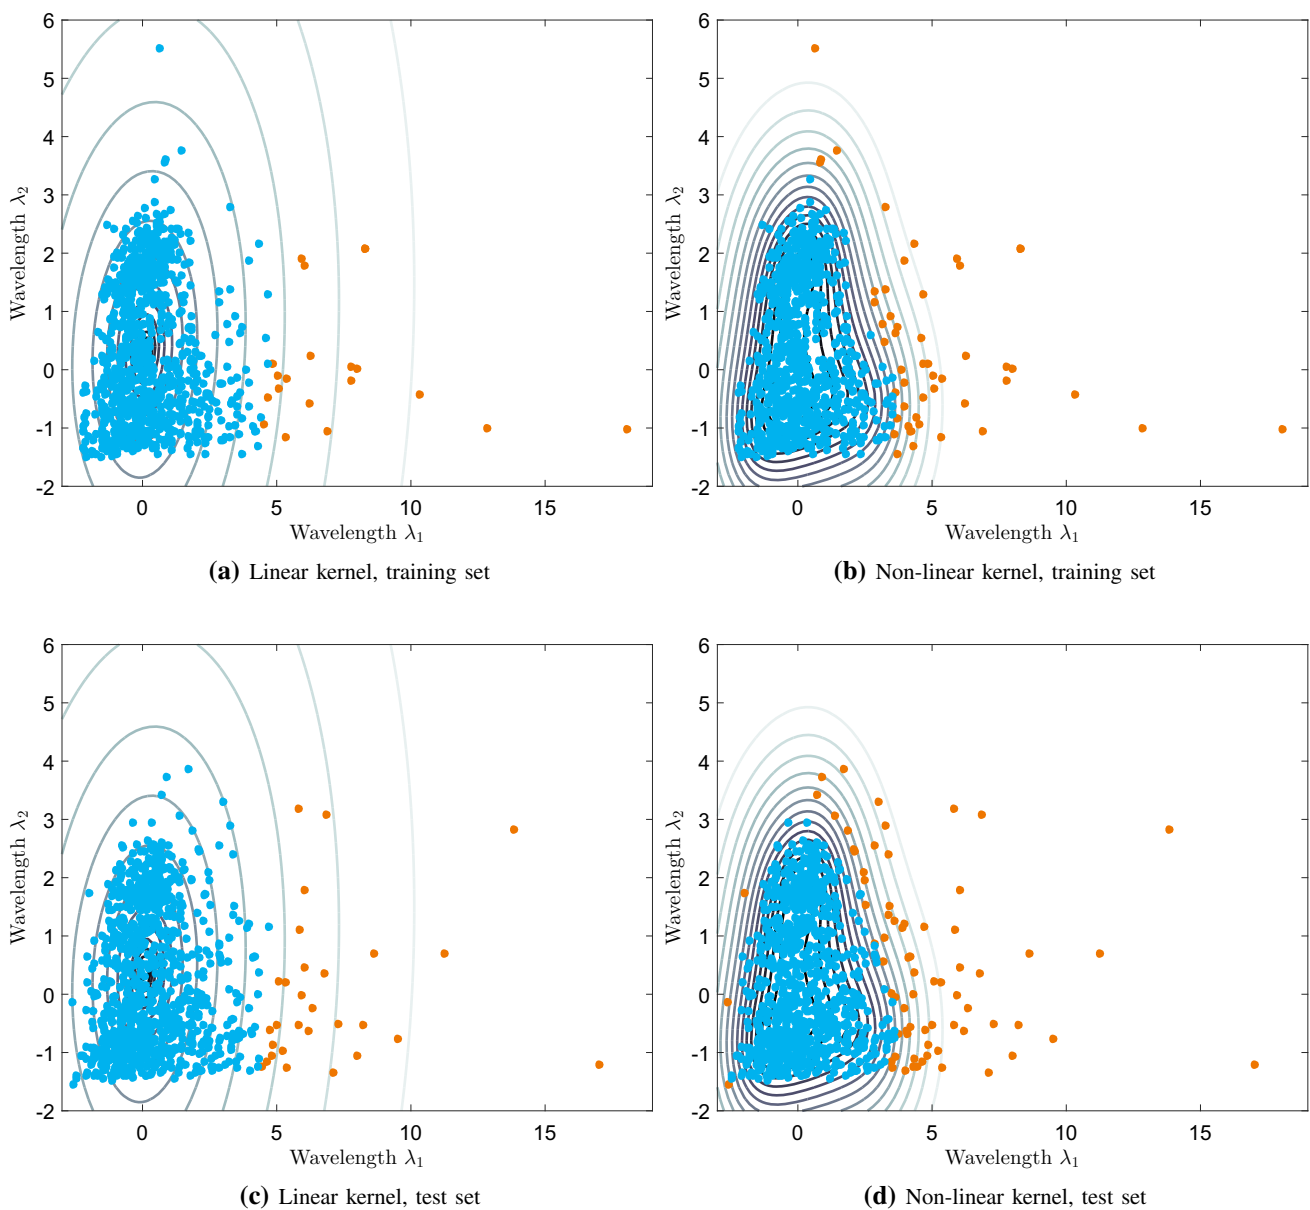 6
5
4
3
2
1
0
-1
-2
Wavelength λ₂
0 5 10 15
Wavelength λ₁
(a) Linear kernel, training set
6
5
4
3
2
1
0
-1
-2
Wavelength λ₂
0 5 10 15
Wavelength λ₁
(b) Non-linear kernel, training set
6
5
4
3
2
1
0
-1
-2
Wavelength λ₂
0 5 10 15
Wavelength λ₁
(c) Linear kernel, test set
6
5
4
3
2
1
0
-1
-2
Wavelength λ₂
0 5 10 15
Wavelength λ₁
(d) Non-linear kernel, test set